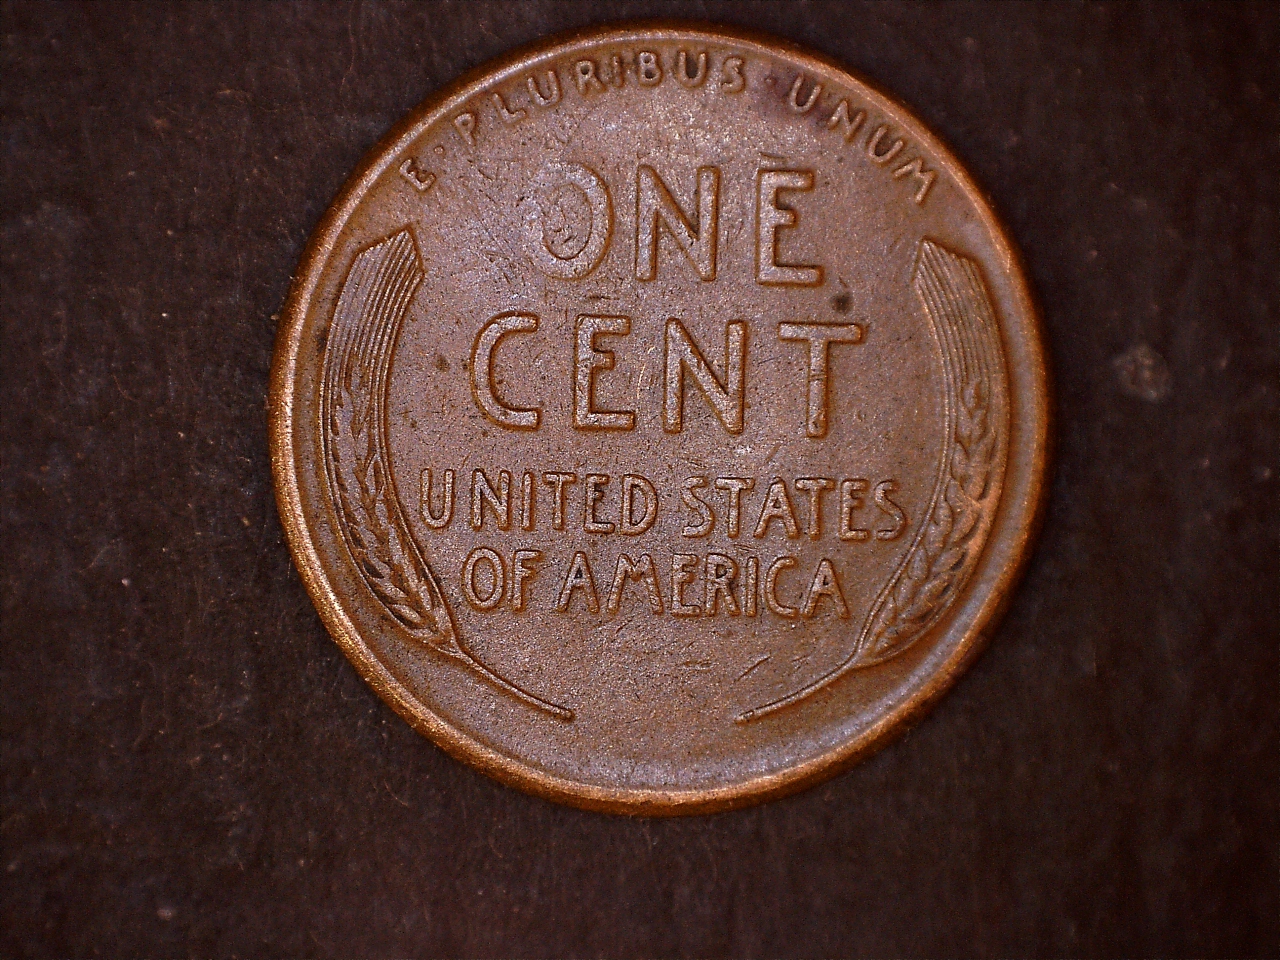 E · PLURIBUS · UNUM
ONE
CENT
UNITED STATES
OF AMERICA